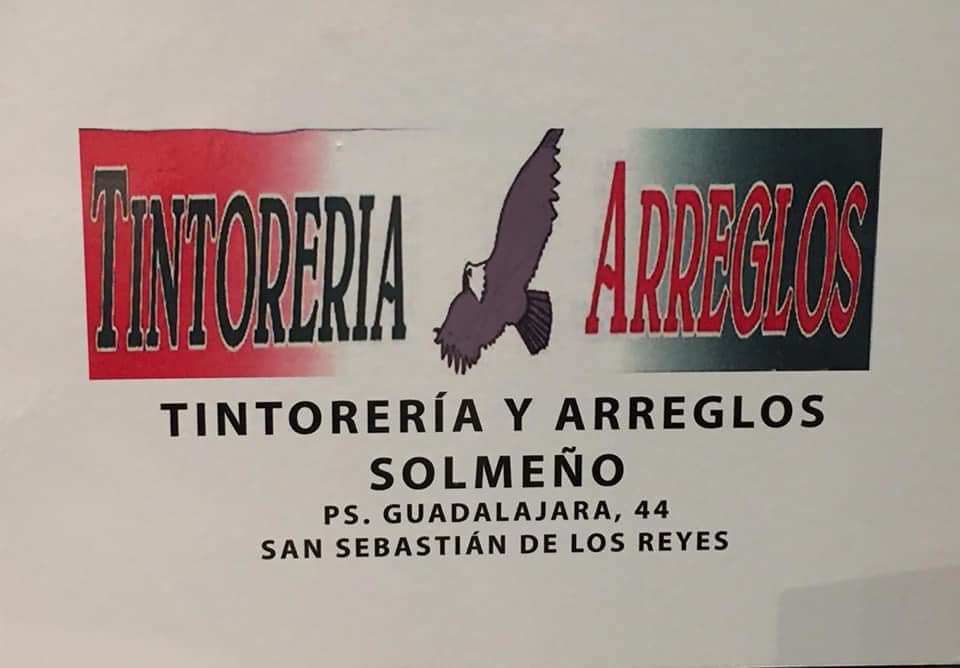 TINTORERIA ARREGLOS
TINTORERÍA Y ARREGLOS
SOLMEÑO
PS. GUADALAJARA, 44
SAN SEBASTIÁN DE LOS REYES